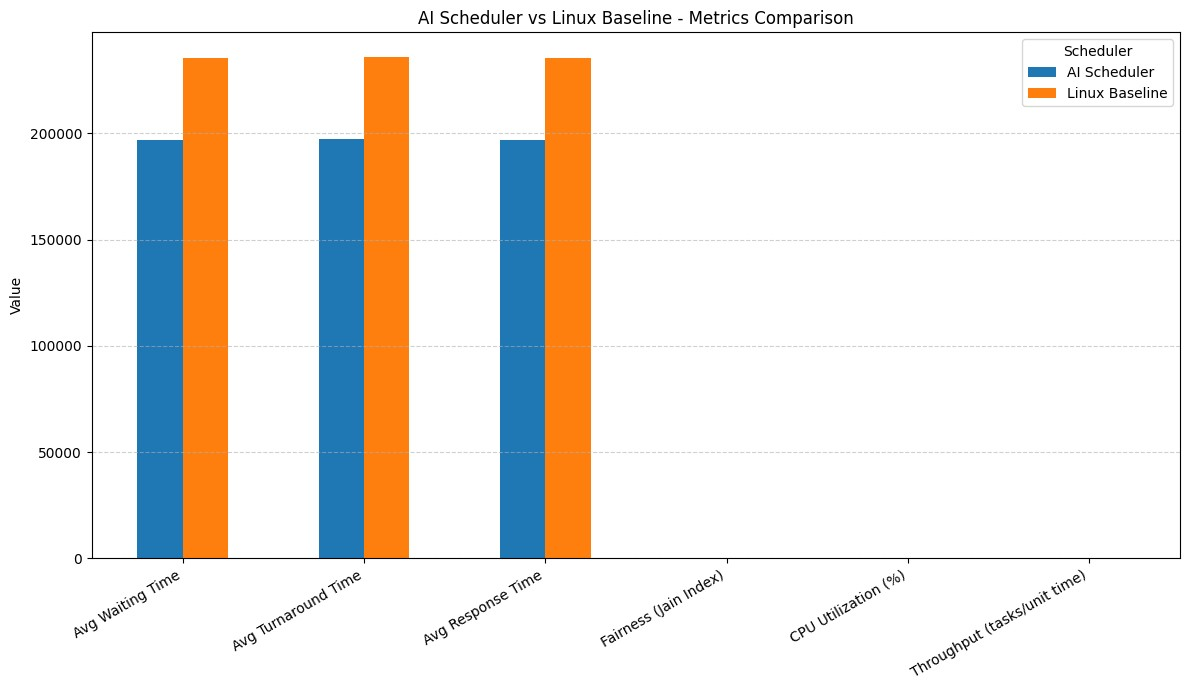 AI Scheduler vs Linux Baseline - Metrics Comparison
Scheduler
AI Scheduler
Linux Baseline
Value
200000
150000
100000
50000
0
Avg Waiting Time
Avg Turnaround Time
Avg Response Time
Fairness (Jain Index)
CPU Utilization (%)
Throughput (tasks/unit time)